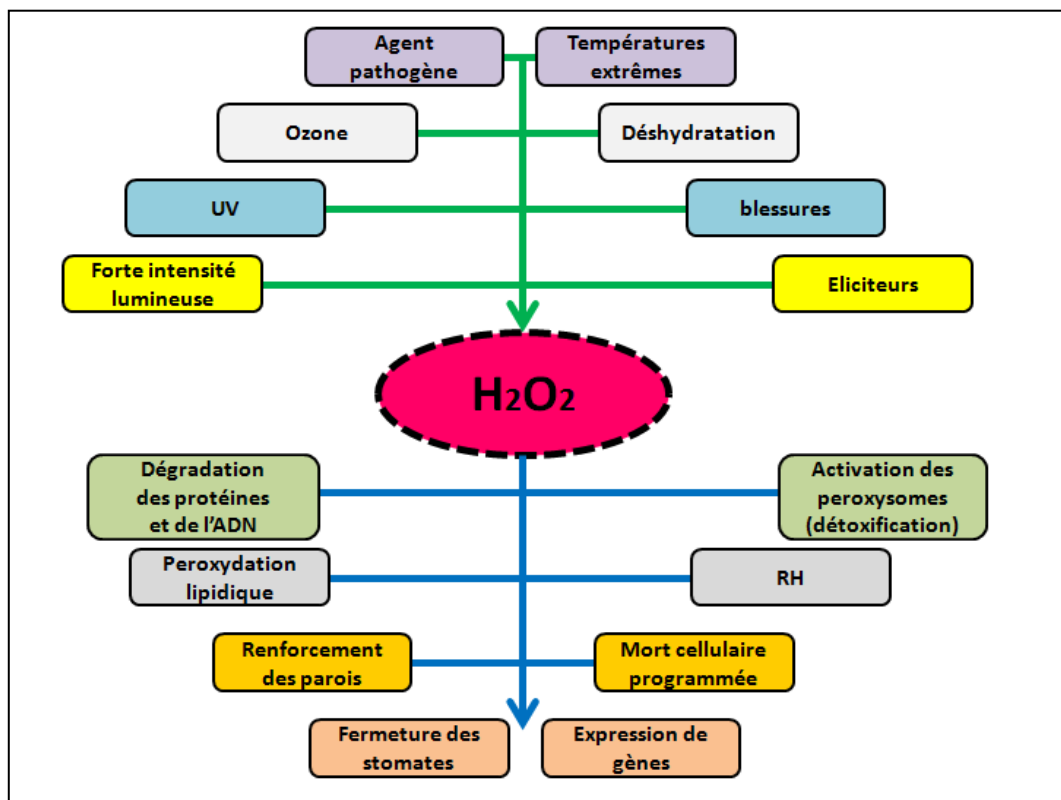 Agent
pathogène
Températures
extrêmes
Ozone
Déshydratation
UV
blessures
Forte intensité
lumineuse
Eliciteurs
H₂O₂
Dégradation
des protéines
et de l’ADN
Activation des
peroxysomes
(détoxification)
Peroxydation
lipidique
RH
Renforcement
des parois
Mort cellulaire
programmée
Fermeture des
stomates
Expression de
gènes